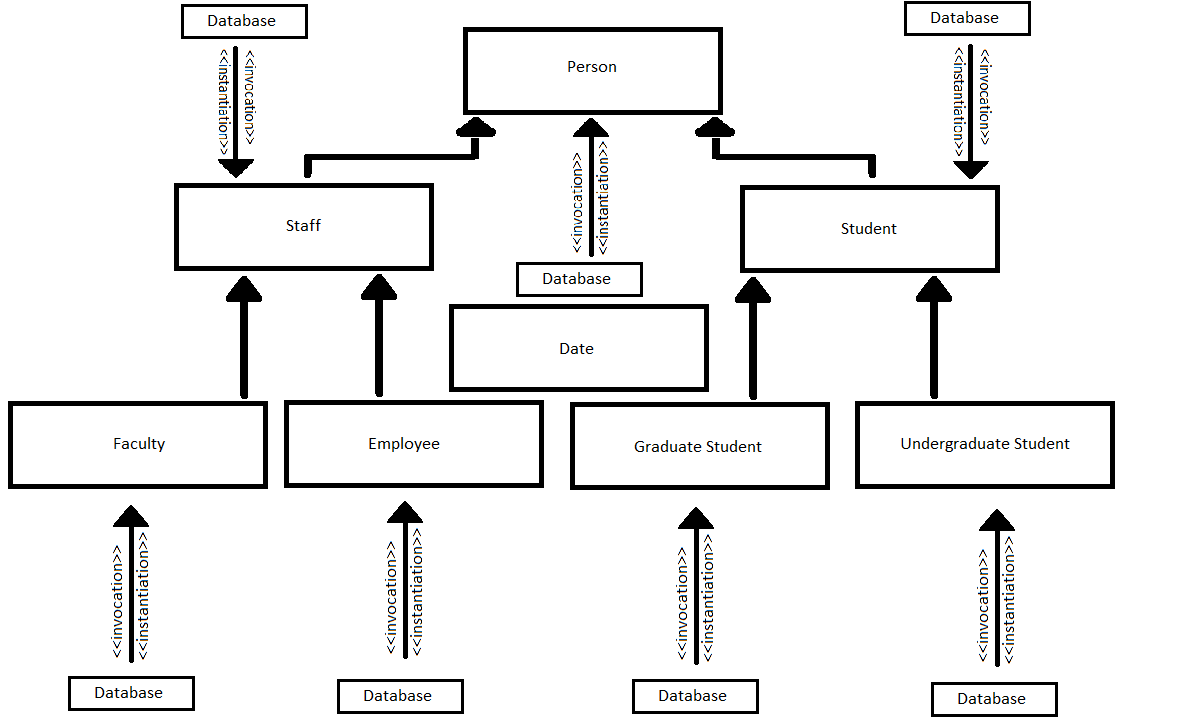 Database
Database
Person
<<instantiation>>
<<invocation>>
<<instantiation>>
<<invocation>>
<<invocation>>
<<instantiation>>
Staff
Student
Database
Date
Faculty
Employee
Graduate Student
Undergraduate Student
<<invocation>>
<<instantiation>>
<<invocation>>
<<instantiation>>
<<invocation>>
<<instantiation>>
<<invocation>>
<<instantiation>>
Database
Database
Database
Database